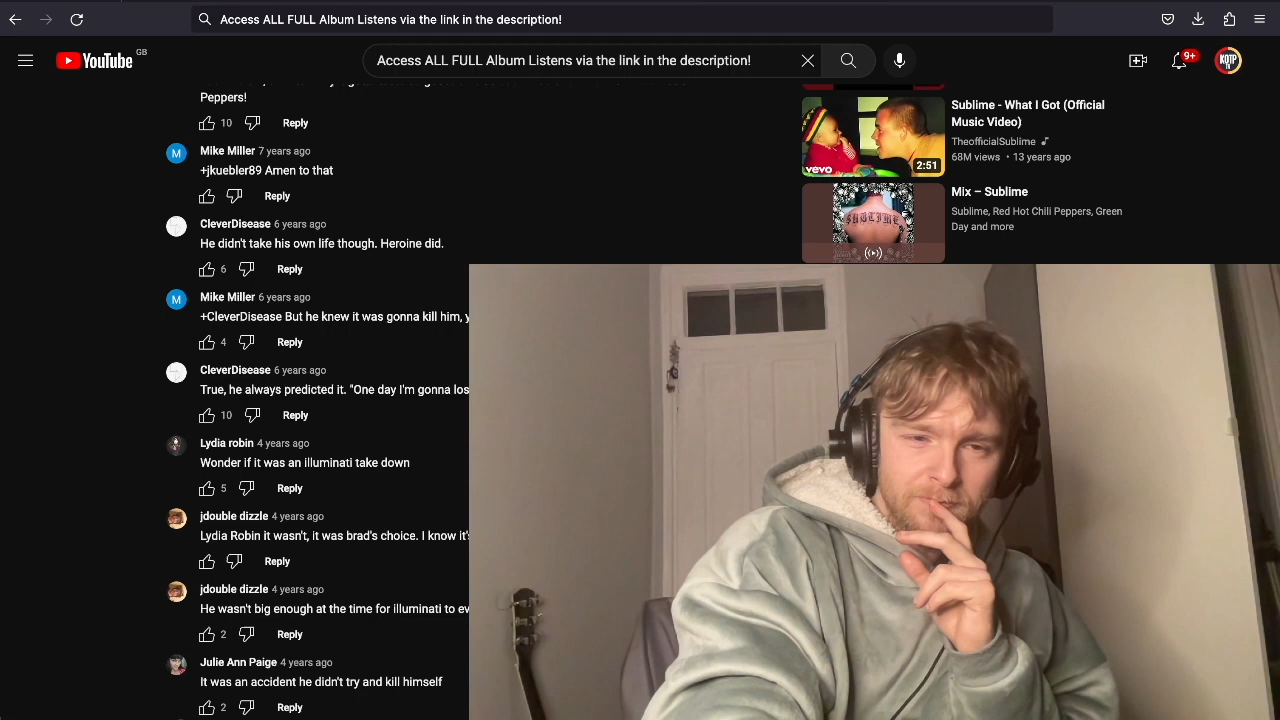 Access ALL FULL Album Listens via the link in the description!
YouTube GB
Access ALL FULL Album Listens via the link in the description!
9+
KOTP
TV
Peppers!
10 Reply
M Mike Miller 7 years ago
+jkuebler89 Amen to that
Reply
CleverDisease 6 years ago
He didn't take his own life though. Heroine did.
6 Reply
M Mike Miller 6 years ago
+CleverDisease But he knew it was gonna kill him,
4 Reply
CleverDisease 6 years ago
True, he always predicted it. "One day I'm gonna los
10 Reply
Lydia robin 4 years ago
Wonder if it was an illuminati take down
5 Reply
jdouble dizzle 4 years ago
Lydia Robin it wasn't, it was brad's choice. I know it's
Reply
jdouble dizzle 4 years ago
He wasn't big enough at the time for illuminati to ev
2 Reply
Julie Ann Paige 4 years ago
It was an accident he didn't try and kill himself
2 Reply
vevo
2:51
Sublime - What I Got (Official
Music Video)
TheofficialSublime
68M views • 13 years ago
SUBLIME
Mix – Sublime
Sublime, Red Hot Chili Peppers, Green
Day and more